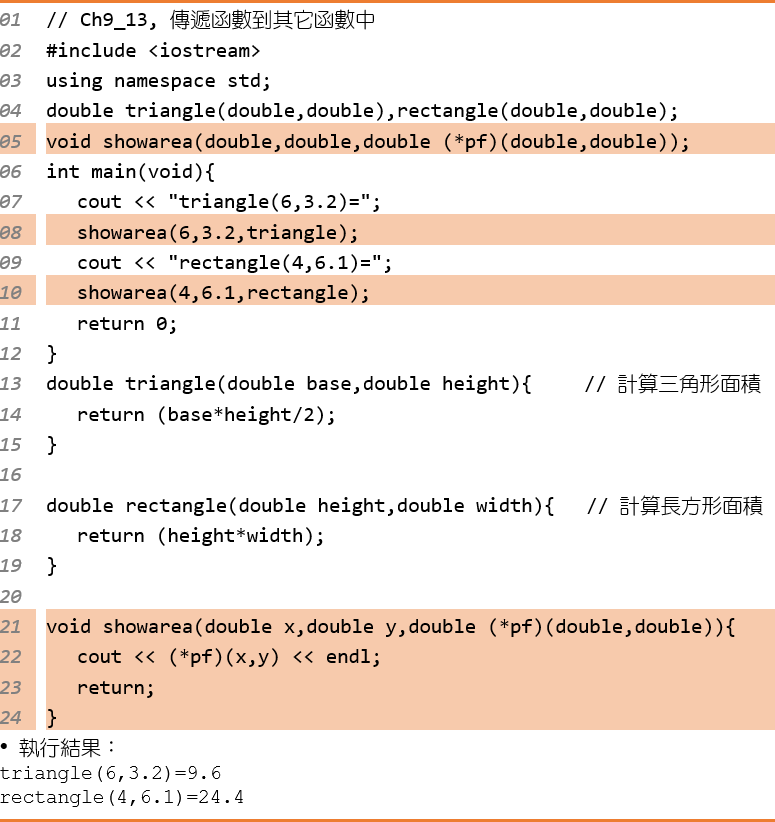 01 // Ch9_13, 傳遞函數到其它函數中
02 #include <iostream>
03 using namespace std;
04 double triangle(double,double),rectangle(double,double);
05 void showarea(double,double,double (*pf)(double,double));
06 int main(void){
07 cout << "triangle(6,3.2)=";
08 showarea(6,3.2,triangle);
09 cout << "rectangle(4,6.1)=";
10 showarea(4,6.1,rectangle);
11 return 0;
12 }
13 double triangle(double base,double height){ // 計算三角形面積
14 return (base*height/2);
15 }
16
17 double rectangle(double height,double width){ // 計算長方形面積
18 return (height*width);
19 }
20
21 void showarea(double x,double y,double (*pf)(double,double)){
22 cout << (*pf)(x,y) << endl;
23 return;
24 }
• 執行結果：
triangle(6,3.2)=9.6
rectangle(4,6.1)=24.4